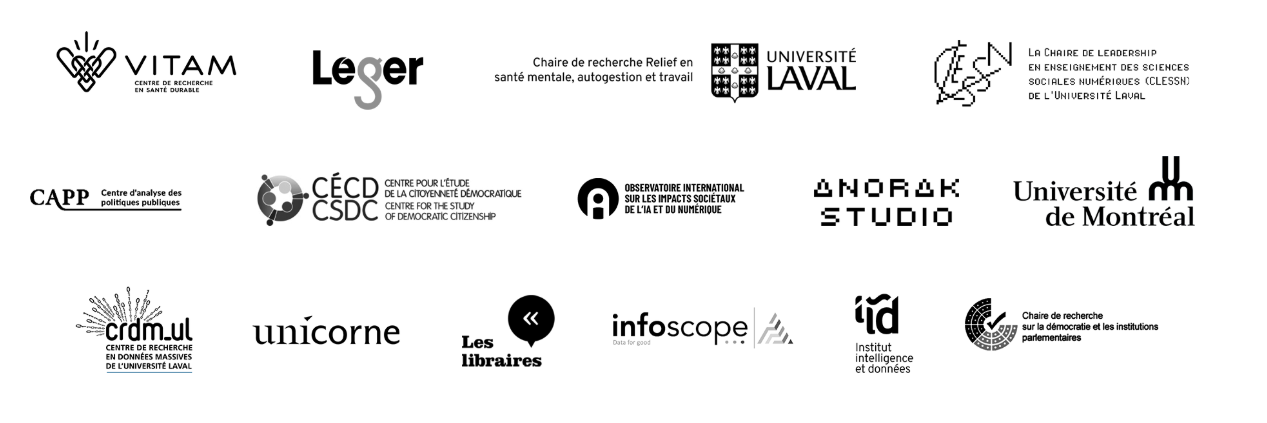 VITAM
CENTRE DE RECHERCHE
EN SANTÉ DURABLE
Léger
Chaire de recherche Relief en
santé mentale, autogestion et travail
UNIVERSITÉ
LAVAL
CLESSN
La Chaire de leadership
en enseignement des sciences
sociales numériques (CLESSN)
de l'Université Laval
CAPP
Centre d'analyse des
politiques publiques
CÉCD
CSDC
CENTRE POUR L'ÉTUDE
DE LA CITOYENNETÉ DÉMOCRATIQUE
CENTRE FOR THE STUDY
OF DEMOCRATIC CITIZENSHIP
OBSERVATOIRE INTERNATIONAL
SUR LES IMPACTS SOCIÉTAUX
DE L'IA ET DU NUMÉRIQUE
ANORAK
STUDIO
Université
de Montréal
crdm_ul
CENTRE DE RECHERCHE
EN DONNÉES MASSIVES
DE L'UNIVERSITÉ LAVAL
unicorne
Les
libraires
infoscope
Data for good
iid
Institut
intelligence
et données
Chaire de recherche
sur la démocratie et les institutions
parlementaires